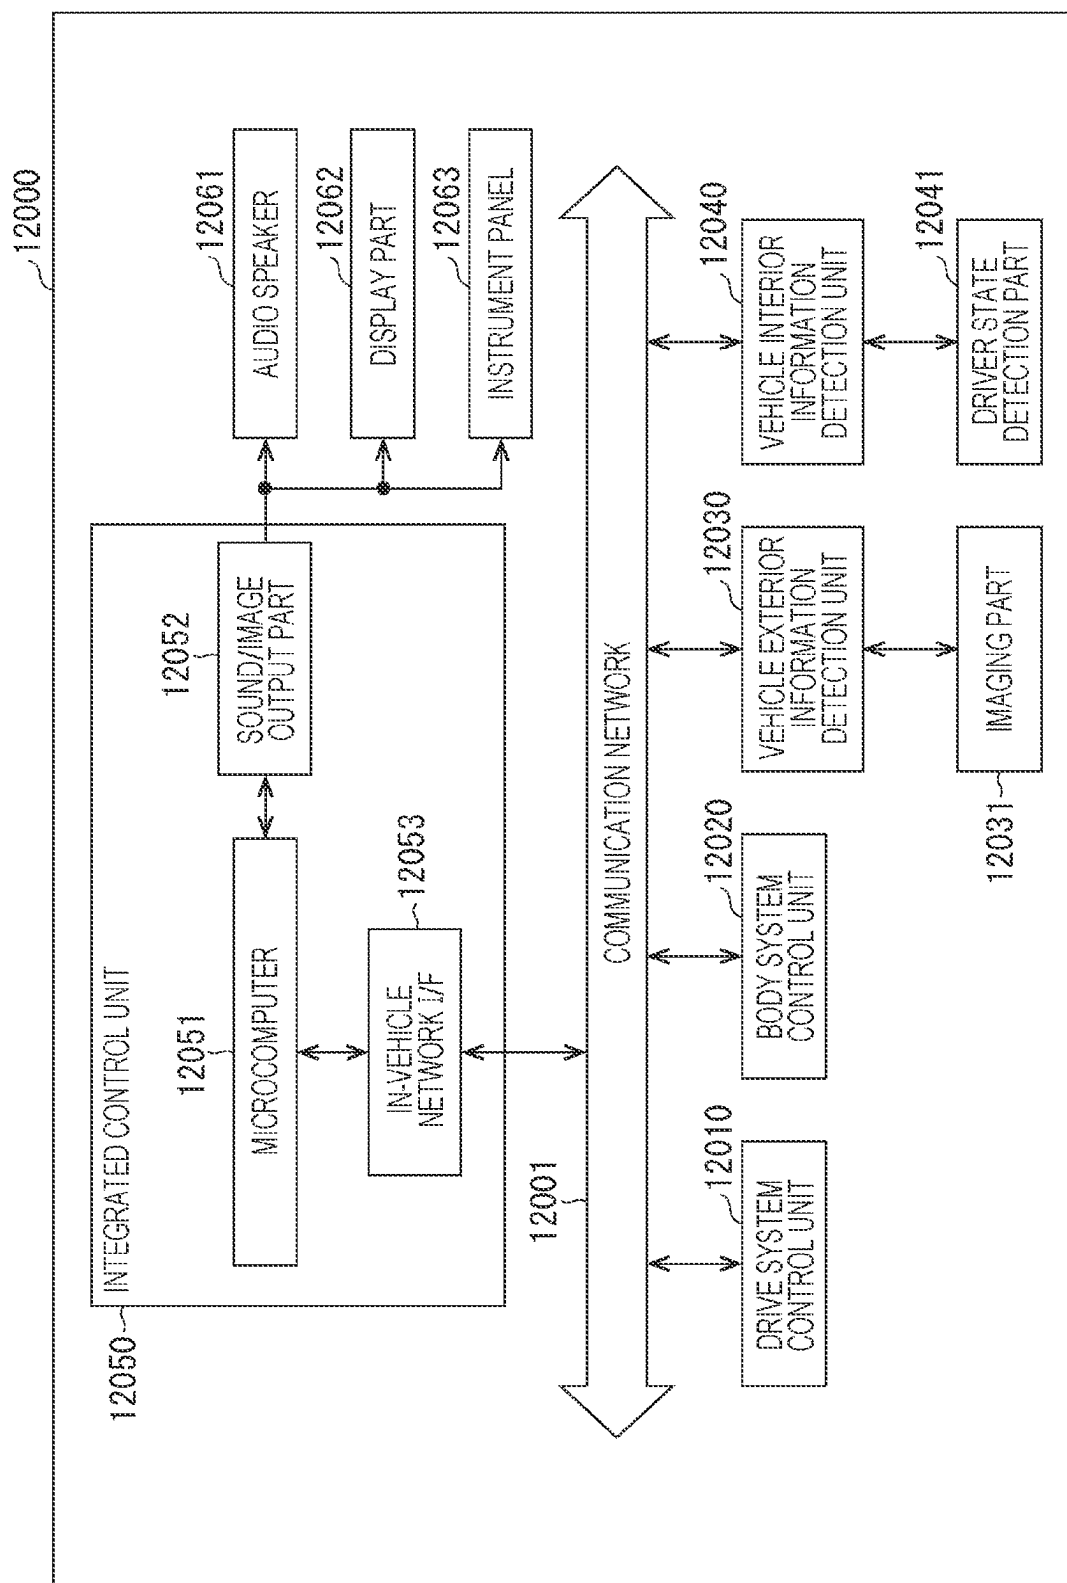 12000
INTEGRATED CONTROL UNIT
12050
12051
MICROCOMPUTER
12052
SOUND/IMAGE
OUTPUT PART
12053
IN-VEHICLE
NETWORK I/F
12061
AUDIO SPEAKER
12062
DISPLAY PART
12063
INSTRUMENT PANEL
12001
COMMUNICATION NETWORK
12010
DRIVE SYSTEM
CONTROL UNIT
12020
BODY SYSTEM
CONTROL UNIT
12030
VEHICLE EXTERIOR
INFORMATION
DETECTION UNIT
12040
VEHICLE INTERIOR
INFORMATION
DETECTION UNIT
12031
IMAGING PART
12041
DRIVER STATE
DETECTION PART